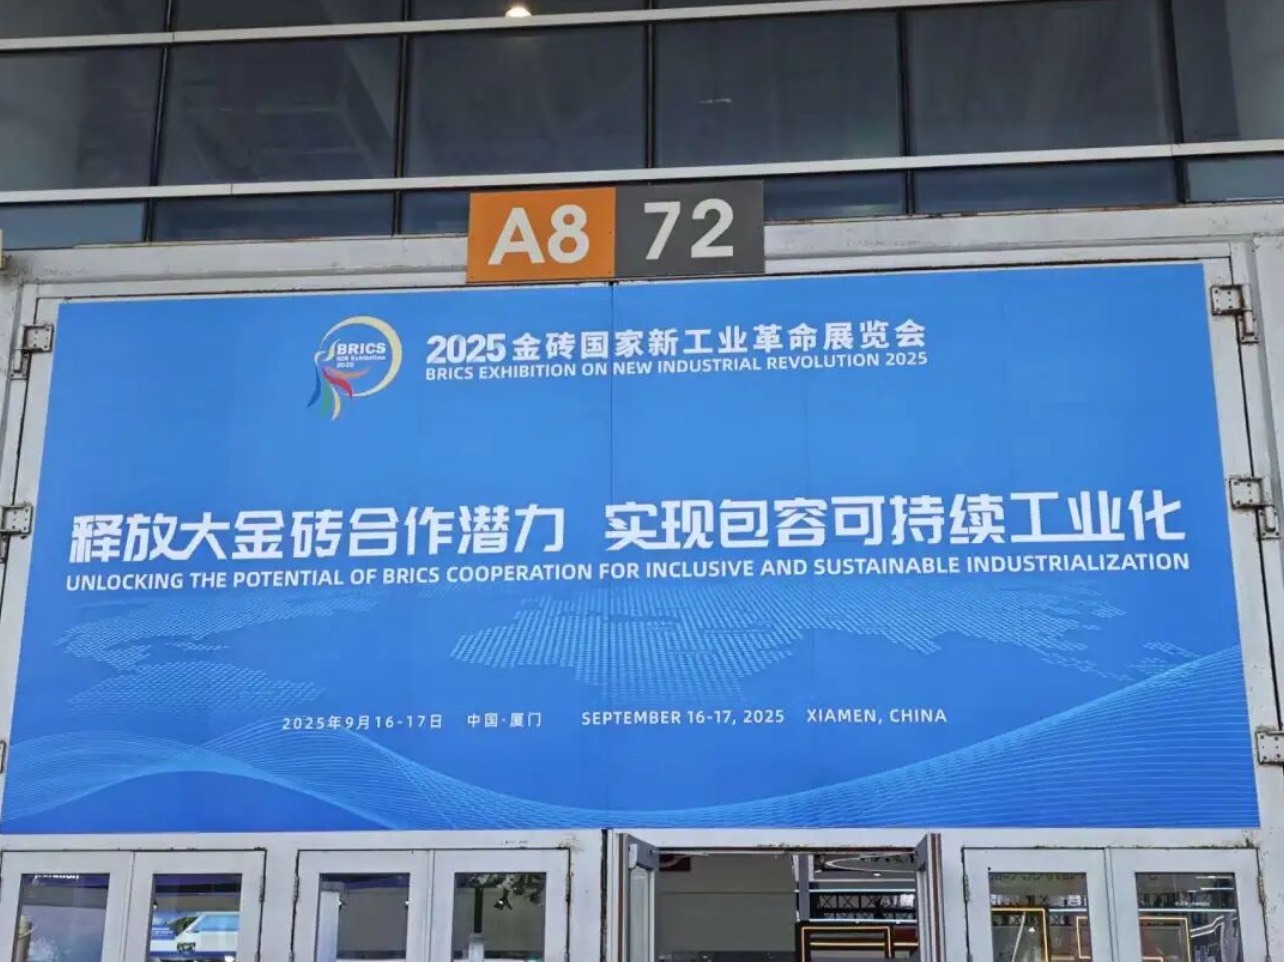 A8 72
BRICS
NIR Exhibition
2025
2025金砖国家新工业革命展览会
BRICS EXHIBITION ON NEW INDUSTRIAL REVOLUTION 2025
释放大金砖合作潜力 实现包容可持续工业化
UNLOCKING THE POTENTIAL OF BRICS COOPERATION FOR INCLUSIVE AND SUSTAINABLE INDUSTRIALIZATION
2025年9月16-17日 中国·厦门 SEPTEMBER 16-17, 2025 XIAMEN, CHINA